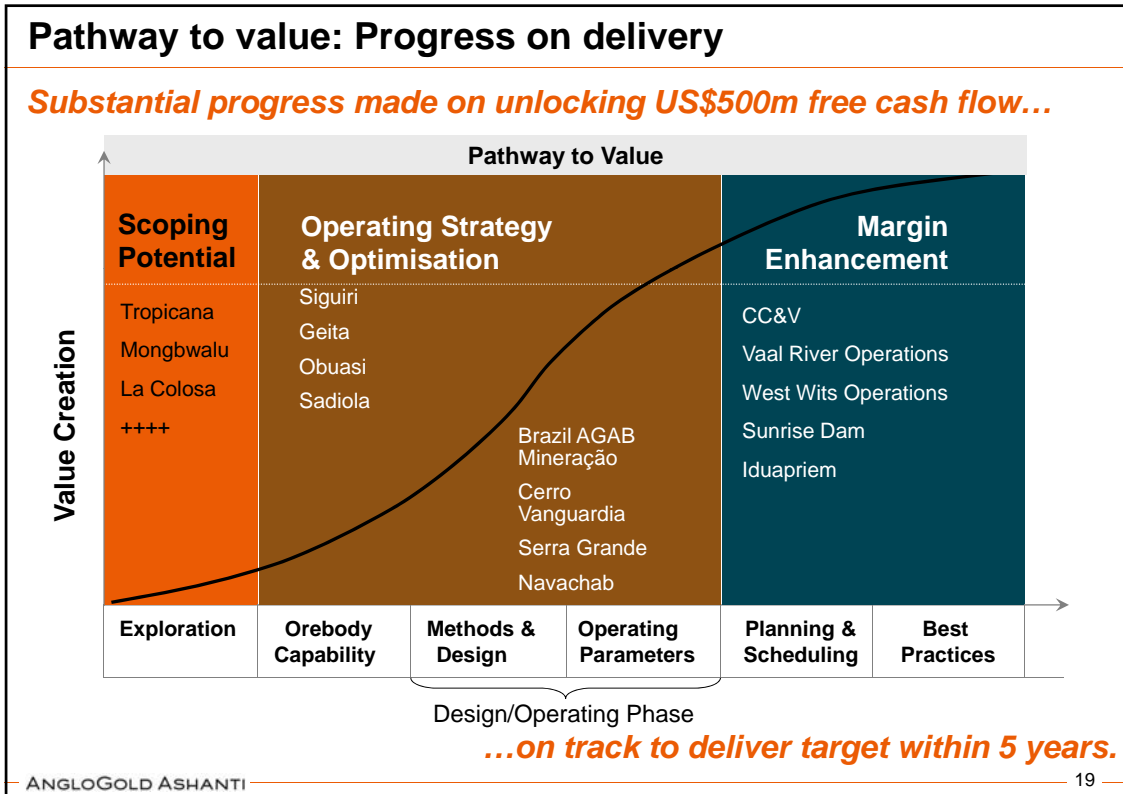 Pathway to value: Progress on delivery
Substantial progress made on unlocking US$500m free cash flow…
Pathway to Value
Value Creation
Scoping
Potential
Tropicana
Mongbwalu
La Colosa
++++
Operating Strategy
& Optimisation
Siguiri
Geita
Obuasi
Sadiola
Brazil AGAB
Mineração
Cerro
Vanguardia
Serra Grande
Navachab
Margin
Enhancement
CC&V
Vaal River Operations
West Wits Operations
Sunrise Dam
Iduapriem
Exploration
Orebody
Capability
Methods &
Design
Operating
Parameters
Planning &
Scheduling
Best
Practices
Design/Operating Phase
…on track to deliver target within 5 years.
ANGLOGOLD ASHANTI
19